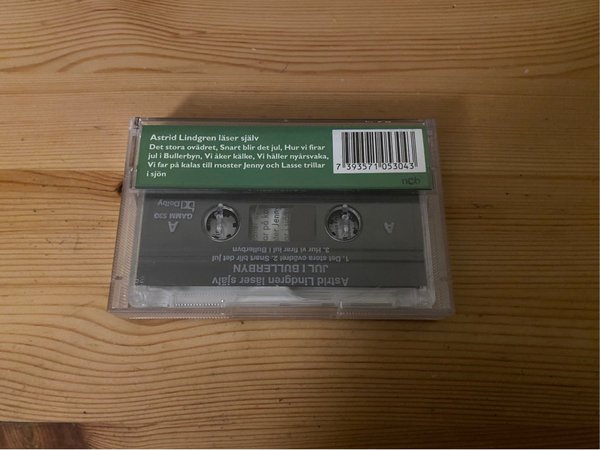 Astrid Lindgren läser själv
Det stora ovädret, Snart blir det jul, Hur vi firar
jul i Bullerbyn, Vi åker kälke, Vi håller nyårsvaka,
Vi far på kalas till moster Jenny och Lasse trillar
i sjön
7 393571 053043
ncb
A
Dolby
A
Astrid Lindgren läser själv
JUL I BULLERBYN
1. Det stora ovädret 2. Snart blir det jul
3. Hur vi firar jul i Bullerbyn